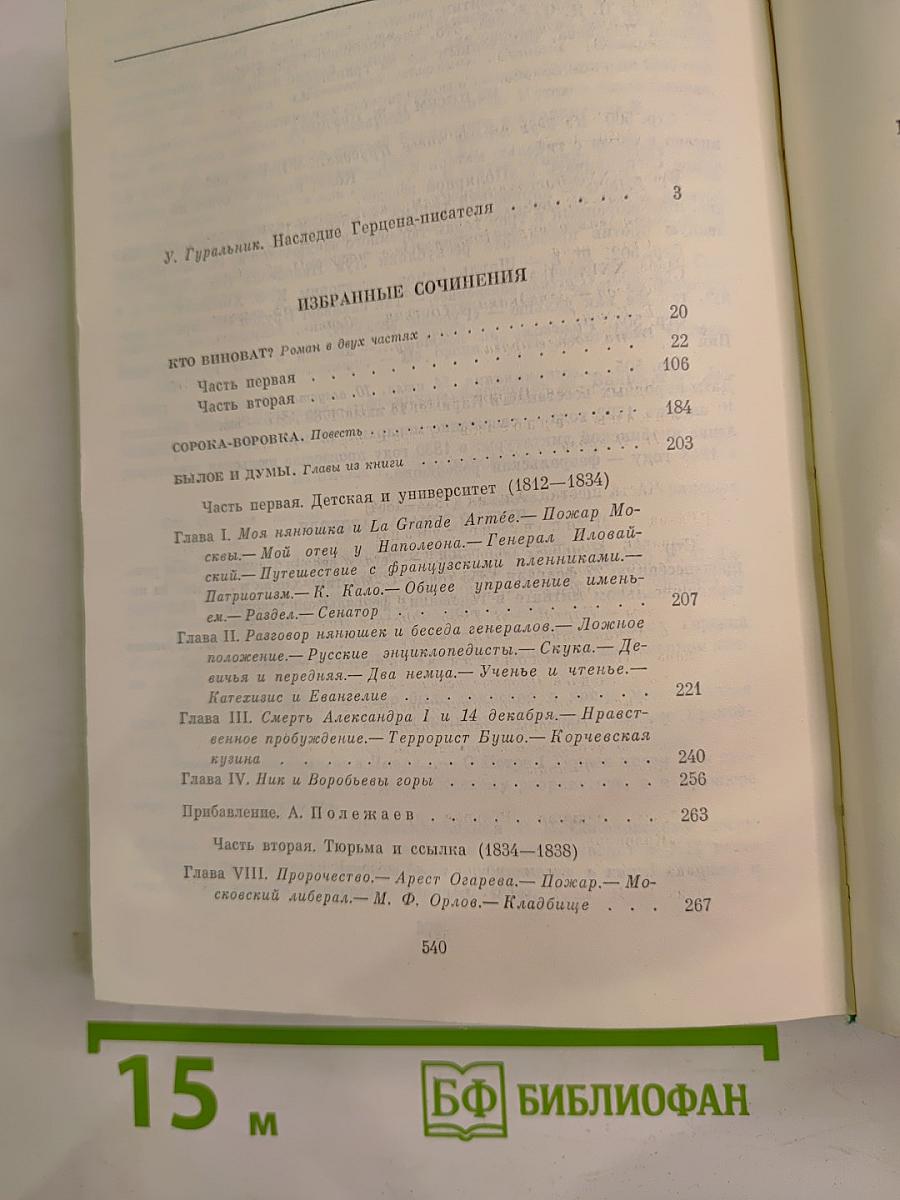 У. Гуральник. Наследие Герцена-писателя . . . . . . 3
ИЗБРАННЫЕ СОЧИНЕНИЯ
КТО ВИНОВАТ? Роман в двух частях . . . . . . . . . . . . . . . 20
Часть первая . . . . . . . . . . . . . . . 22
Часть вторая . . . . . . . . . . . . . . . 106
СОРОКА-ВОРОВКА. Повесть . . . . . . . . . . . . . . . . . 184
БЫЛОЕ И ДУМЫ. Главы из книги . . . . . . . . . . . . . . . 203
Часть первая. Детская и университет (1812—1834)
Глава I. Моя нянюшка и La Grande Armée.— Пожар Мо-
сквы.— Мой отец у Наполеона.— Генерал Иловай-
ский.— Путешествие с французскими пленниками.—
Патриотизм.— К. Кало.— Общее управление имень-
ем.— Раздел.— Сенатор . . . . . . . . . . 207
Глава II. Разговор нянюшек и беседа генералов.— Ложное
положение.— Русские энциклопедисты.— Скука.— Де-
вичья и передняя.— Два немца.— Ученье и чтенье.—
Катехизис и Евангелие . . . . . . . . . . 221
Глава III. Смерть Александра I и 14 декабря.— Нравст-
венное пробуждение.— Террорист Бушо.— Корчевская
кузина . . . . . . . . . . . . . . 240
Глава IV. Ник и Воробьевы горы . . . . . . . . 256
Прибавление. А. Полежаев . . . . . . . . . 263
Часть вторая. Тюрьма и ссылка (1834—1838)
Глава VIII. Пророчество.— Арест Огарева.— Пожар.— Мо-
сковский либерал.— М. Ф. Орлов.— Кладбище . . . 267
540
15 м
БФ БИБЛИОФАН